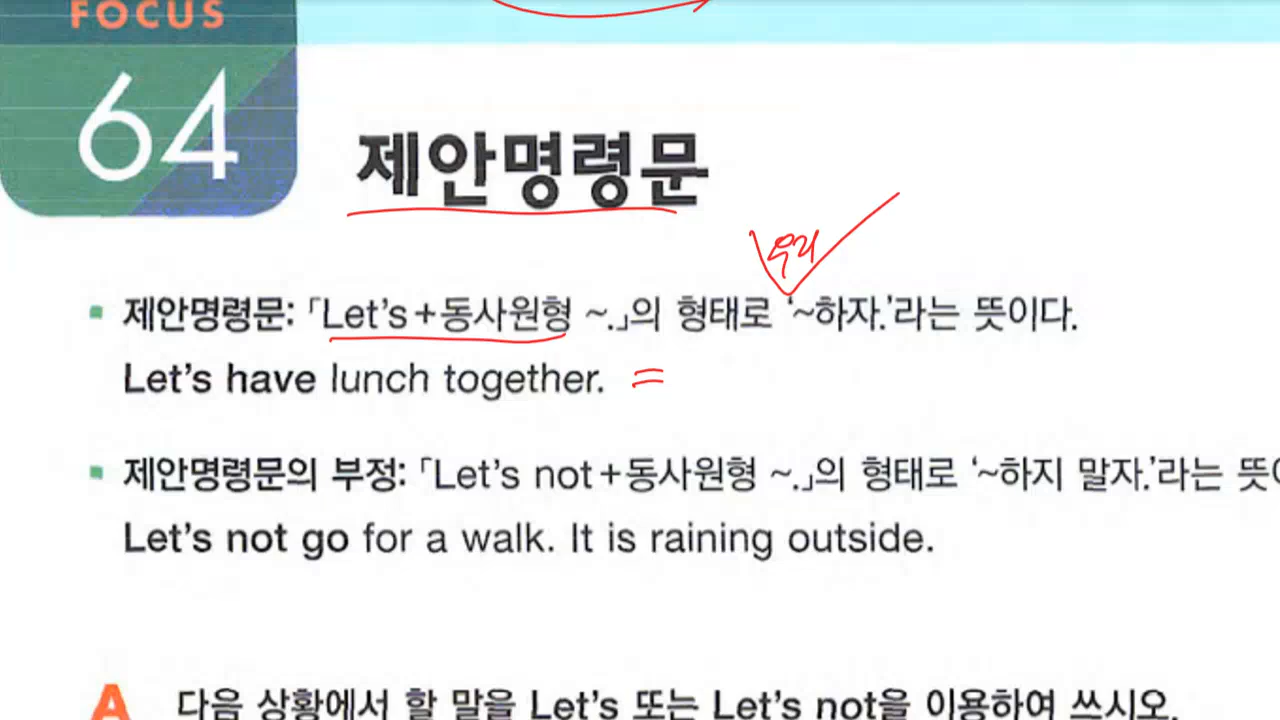 FOCUS
64
제안명령문
우리
제안명령문: 「Let's+동사원형 ~.」의 형태로 '~하자.'라는 뜻이다.
Let's have lunch together. =
제안명령문의 부정: 「Let's not+동사원형 ~.」의 형태로 '~하지 말자.'라는
Let's not go for a walk. It is raining outside.
A 다음 상황에서 할 말을 Let's 또는 Let's not을 이용하여 쓰시오.